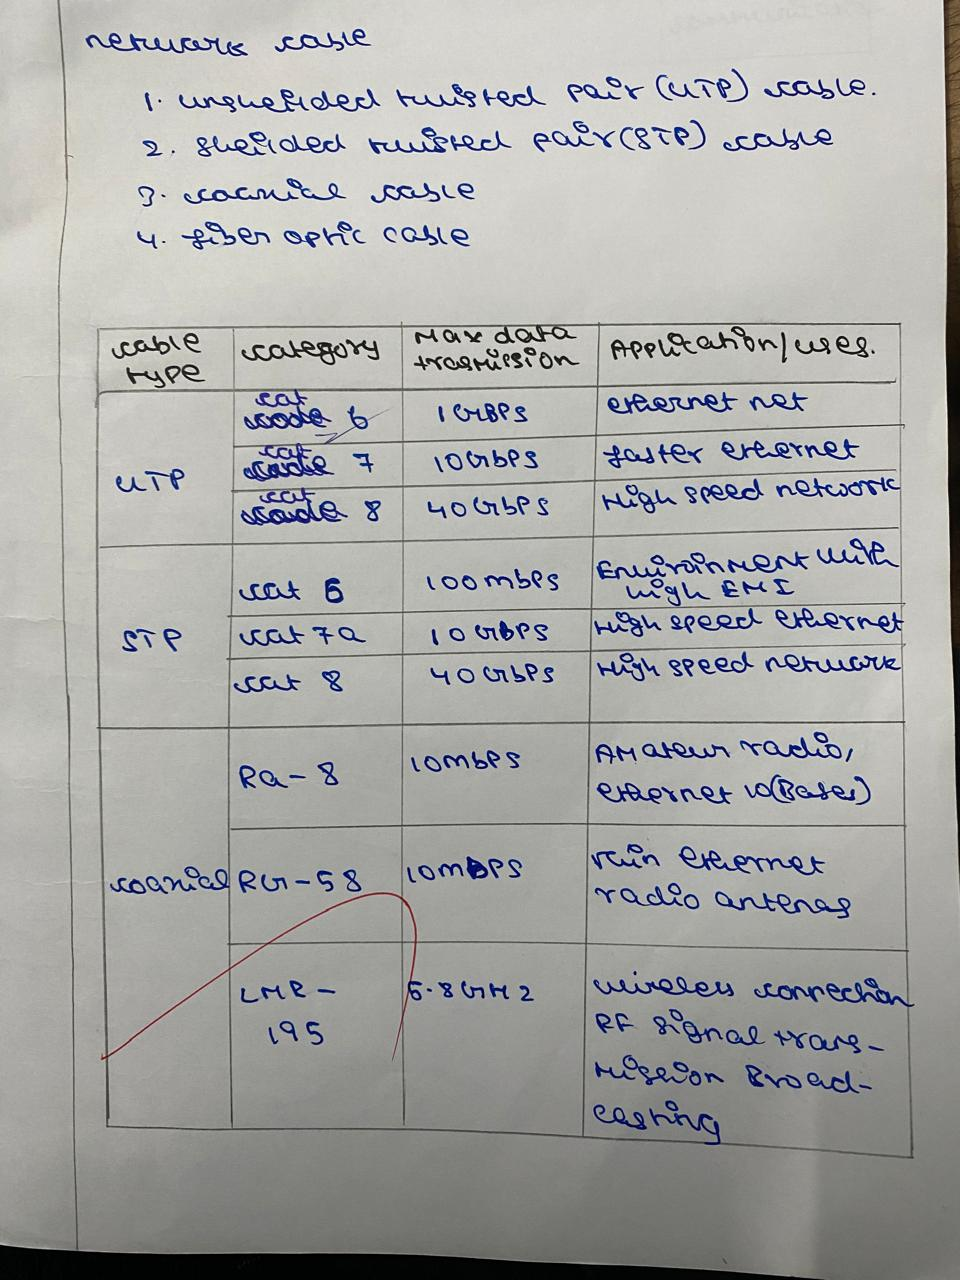 network cable
1. unsheilded twisted pair (UTP) cable.
2. sheilded twisted pair (STP) cable
3. coaxial cable
4. fiber optic cable
cable type category Max data trasmission Application/uses.
UTP cat 6 1GBPS ethernet net
cat 7 10GbPS faster ethernet
cat 8 40GbPS High speed network
STP cat 6 100mbps Environment with high EMI
cat 7a 10GBPS High speed ethernet
cat 8 40GbPS High speed network
coaxial RG-8 10mbps Amateur radio,
ethernet 10(Base5)
RG-58 10mbps thin ethernet
radio antenas
LMR- 5.8GHz wireless connection
195 RF signal trans-
mission Broad-
casting